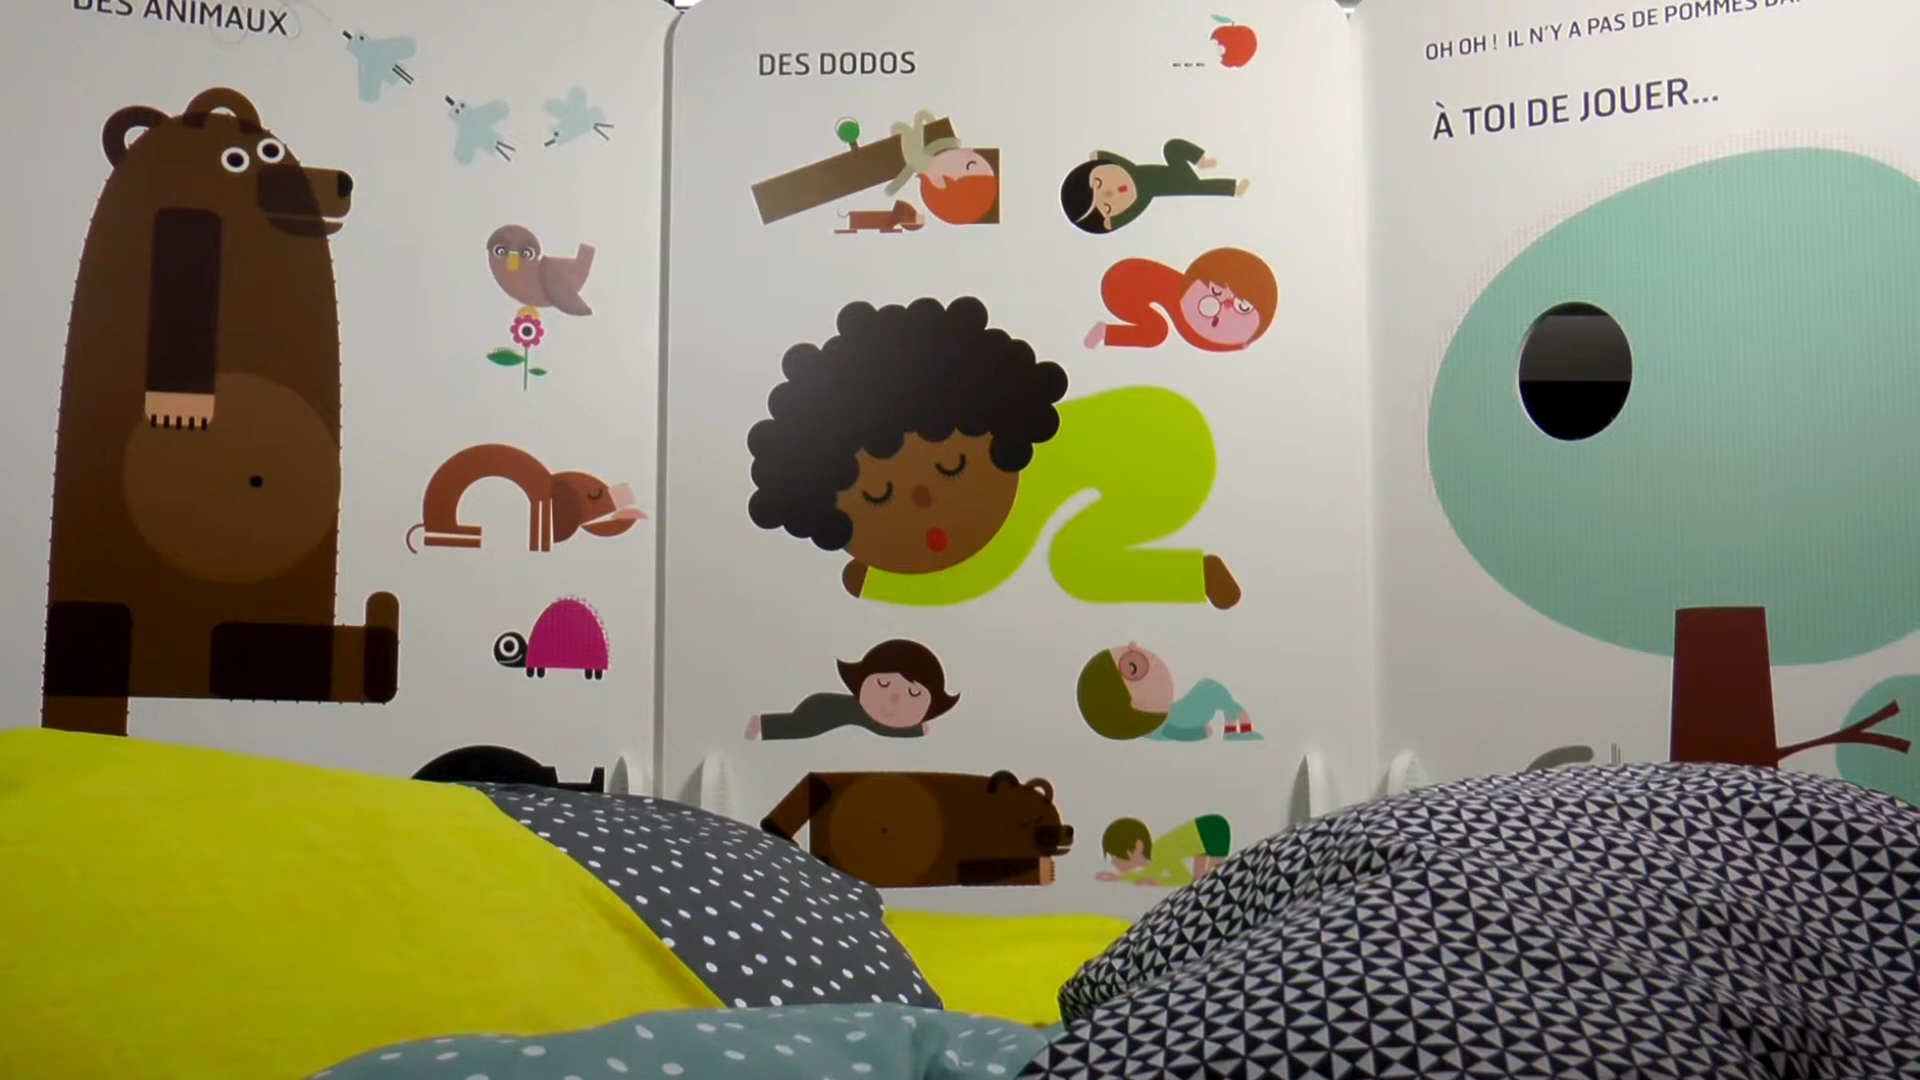 DES ANIMAUX
DES DODOS
OH OH ! IL N'Y A PAS DE POMMES
À TOI DE JOUER...